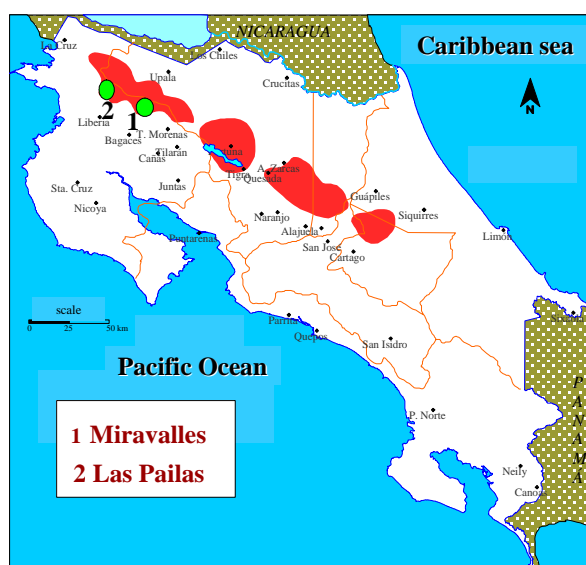 NICARAGUA
La Cruz
Los Chiles
Caribbean sea
Upala
Crucitas
N
2
1
Liberia
Bagaces
T. Morenas
Cañas
Tilarán
Tigra
A. Zarcas
Quesada
Sta. Cruz
Juntas
Nicoya
Guápiles
Siquirres
Naranjo
Puntarenas
Alajuela
San José
Cartago
Limón
scale
0 25 50 km
Parrita
Quepos
San Isidro
Pacific Ocean
P. Norte
PANAMÁ
1 Miravalles
2 Las Pailas
Neily
Canoas